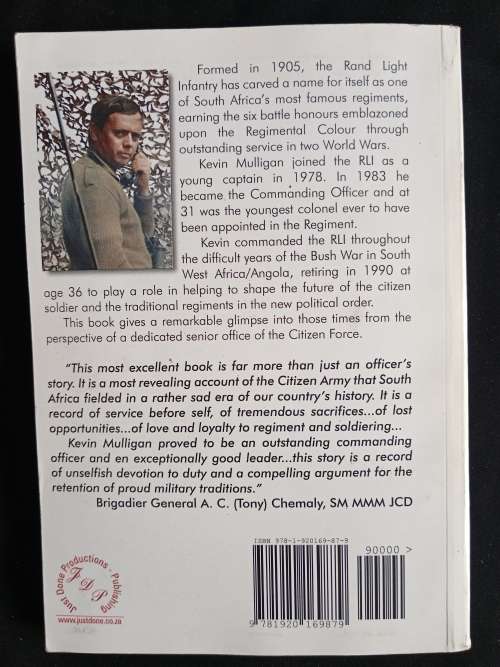 Formed in 1905, the Rand Light
Infantry has carved a name for itself as one
of South Africa's most famous regiments,
earning the six battle honours emblazoned
upon the Regimental Colour through
outstanding service in two World Wars.
Kevin Mulligan joined the RLI as a
young captain in 1978. In 1983 he
became the Commanding Officer and at
31 was the youngest colonel ever to have
been appointed in the Regiment.
Kevin commanded the RLI throughout
the difficult years of the Bush War in South
West Africa/Angola, retiring in 1990 at
age 36 to play a role in helping to shape the future of the citizen
soldier and the traditional regiments in the new political order.
This book gives a remarkable glimpse into those times from the
perspective of a dedicated senior office of the Citizen Force.
"This most excellent book is far more than just an officer's
story. It is a most revealing account of the Citizen Army that South
Africa fielded in a rather sad era of our country's history. It is a
record of service before self, of tremendous sacrifices...of lost
opportunities...of love and loyalty to regiment and soldiering...
Kevin Mulligan proved to be an outstanding commanding
officer and en exceptionally good leader...this story is a record
of unselfish devotion to duty and a compelling argument for the
retention of proud military traditions."
Brigadier General A. C. (Tony) Chemaly, SM MMM JCD
ISBN 978-1-920169-87-9
90000 >
9 781920 169879
Just Done Productions - Publishing
JDP
www.justdone.co.za